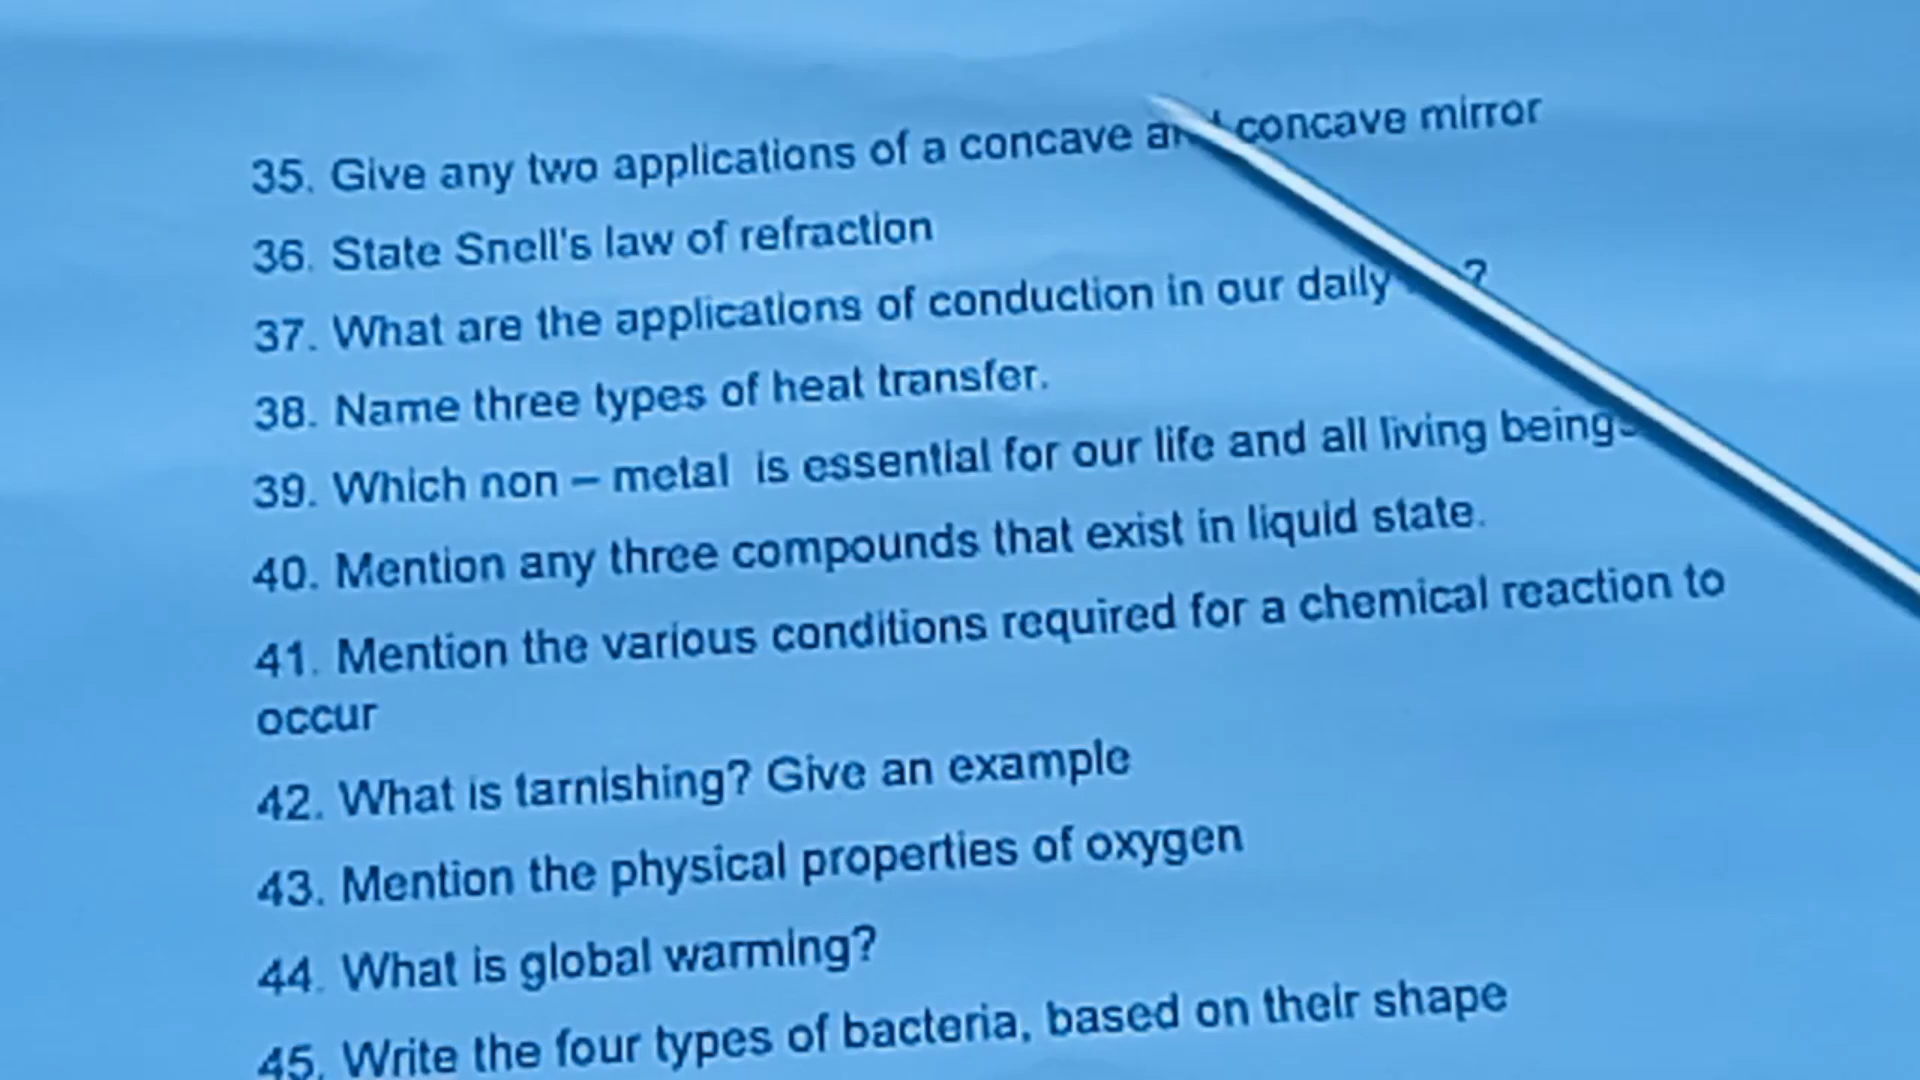 35. Give any two applications of a concave and concave mirror
36. State Snell's law of refraction
37. What are the applications of conduction in our daily ?
38. Name three types of heat transfer.
39. Which non – metal is essential for our life and all living beings
40. Mention any three compounds that exist in liquid state.
41. Mention the various conditions required for a chemical reaction to
occur
42. What is tarnishing? Give an example
43. Mention the physical properties of oxygen
44. What is global warming?
45. Write the four types of bacteria, based on their shape